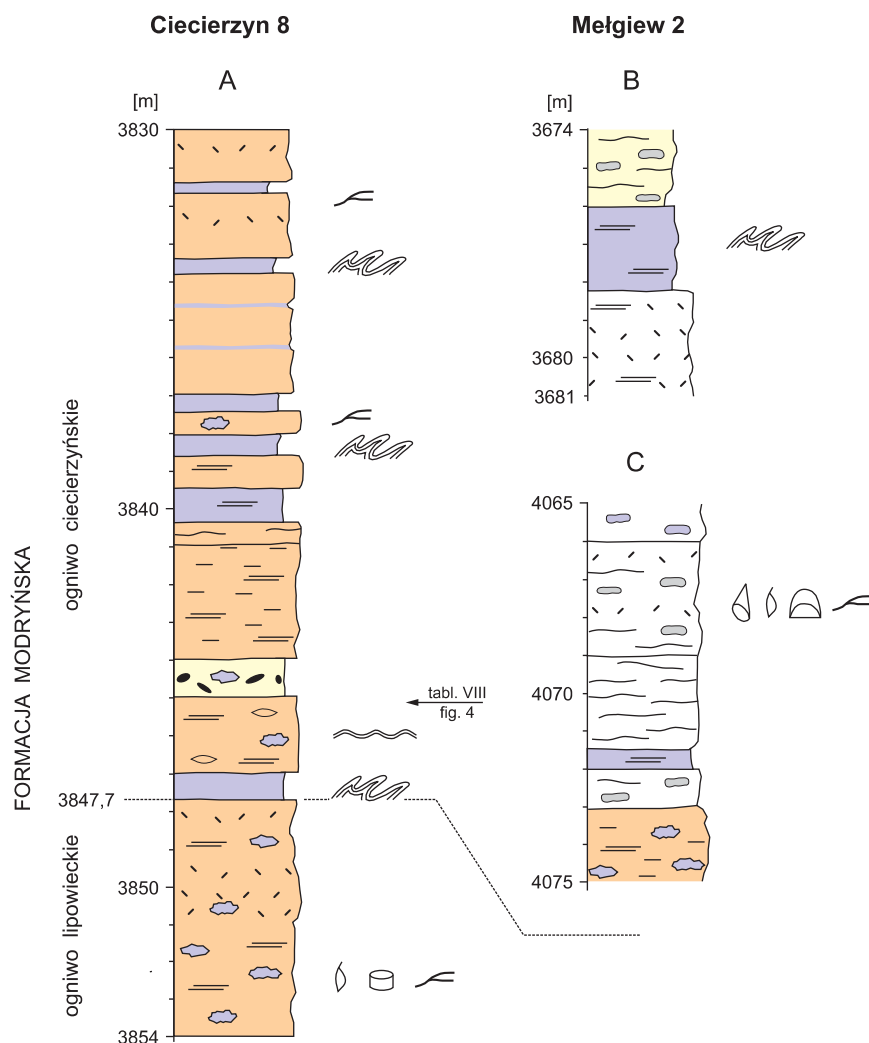 Ciecierzyn 8
Mełgiew 2
A
[m]
3830
3840
3847,7
3850
3854
FORMACJA MODRYŃSKA
ogniwo ciecierzyńskie
ogniwo lipowieckie
tabl. VIII
fig. 4
B
[m]
3674
3680
3681
C
4065
4070
4075